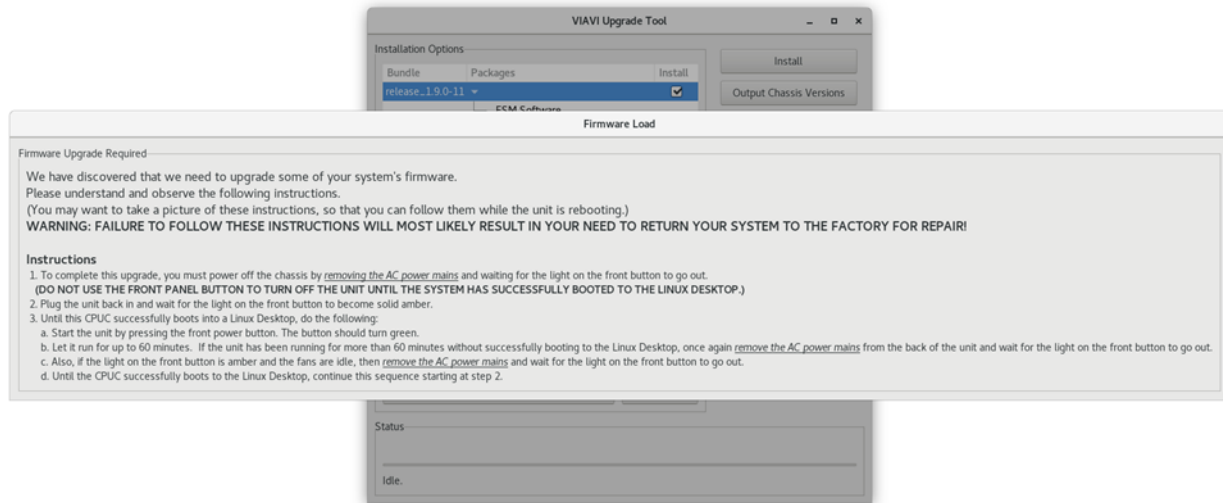 VIAVI Upgrade Tool
Installation Options
Bundle Packages Install
release_1.9.0-11
Install
Output Chassis Versions
ESM Software
Firmware Load
Firmware Upgrade Required
We have discovered that we need to upgrade some of your system's firmware.
Please understand and observe the following instructions.
(You may want to take a picture of these instructions, so that you can follow them while the unit is rebooting.)
WARNING: FAILURE TO FOLLOW THESE INSTRUCTIONS WILL MOST LIKELY RESULT IN YOUR NEED TO RETURN YOUR SYSTEM TO THE FACTORY FOR REPAIR!
Instructions
1. To complete this upgrade, you must power off the chassis by removing the AC power mains and waiting for the light on the front button to go out.
(DO NOT USE THE FRONT PANEL BUTTON TO TURN OFF THE UNIT UNTIL THE SYSTEM HAS SUCCESSFULLY BOOTED TO THE LINUX DESKTOP.)
2. Plug the unit back in and wait for the light on the front button to become solid amber.
3. Until this CPUC successfully boots into a Linux Desktop, do the following:
a. Start the unit by pressing the front power button. The button should turn green.
b. Let it run for up to 60 minutes. If the unit has been running for more than 60 minutes without successfully booting to the Linux Desktop, once again remove the AC power mains from the back of the unit and wait for the light on the front button to go out.
c. Also, if the light on the front button is amber and the fans are idle, then remove the AC power mains and wait for the light on the front button to go out.
d. Until the CPUC successfully boots to the Linux Desktop, continue this sequence starting at step 2.
Status
Idle.